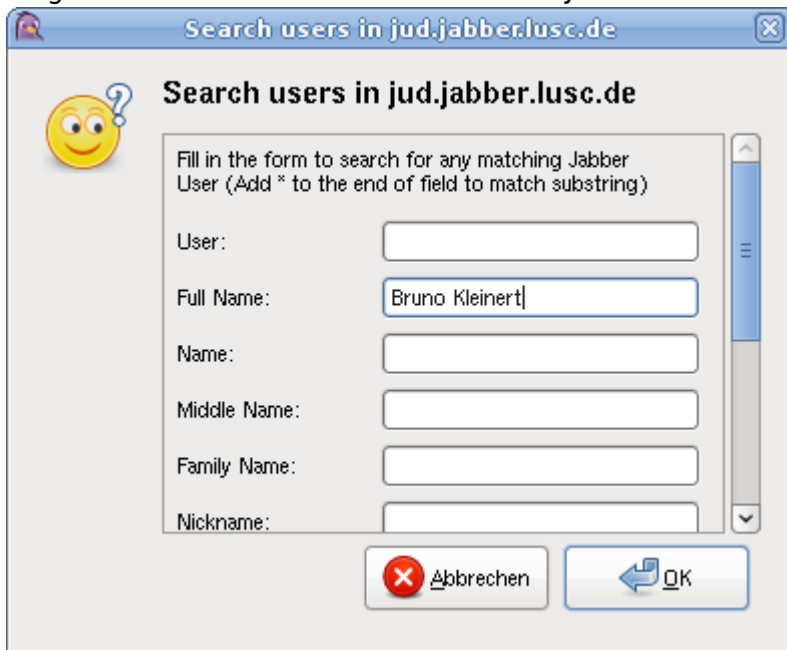 Search users in jud.jabber.lusc.de
Search users in jud.jabber.lusc.de
Fill in the form to search for any matching Jabber
User (Add * to the end of field to match substring)
User:
Full Name: Bruno Kleinert
Name:
Middle Name:
Family Name:
Nickname:
Abbrechen OK